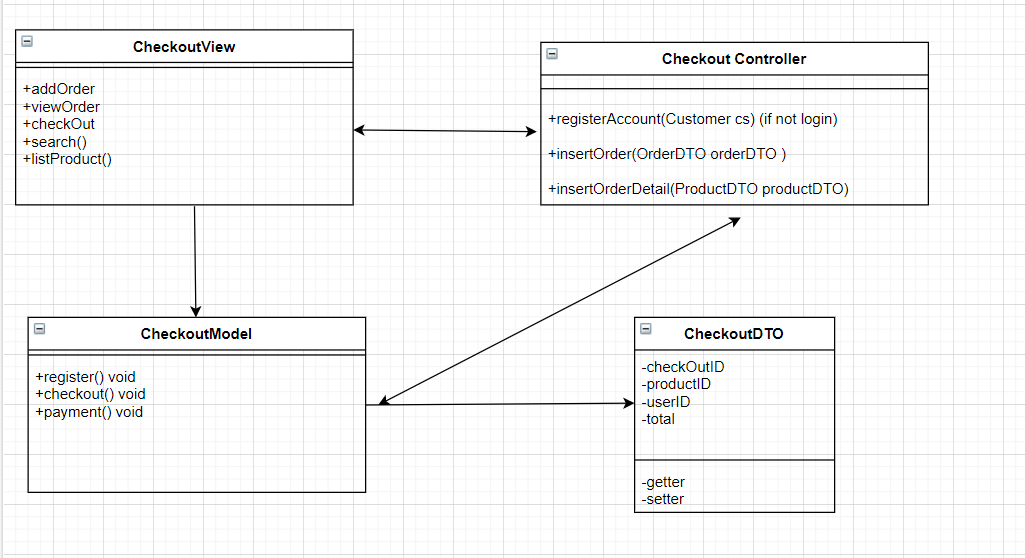 CheckoutView
+addOrder
+viewOrder
+checkOut
+search()
+listProduct()
Checkout Controller
+registerAccount(Customer cs) (if not login)
+insertOrder(OrderDTO orderDTO )
+insertOrderDetail(ProductDTO productDTO)
CheckoutModel
+register() void
+checkout() void
+payment() void
CheckoutDTO
-checkOutID
-productID
-userID
-total
-getter
-setter